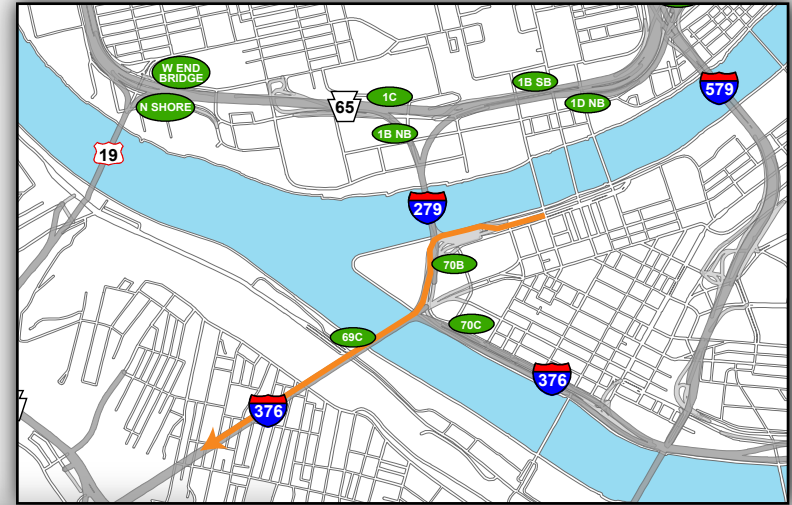 W END
BRIDGE
N SHORE
65
1C
1B NB
1B SB
1D NB
579
19
279
70B
70C
69C
376
376